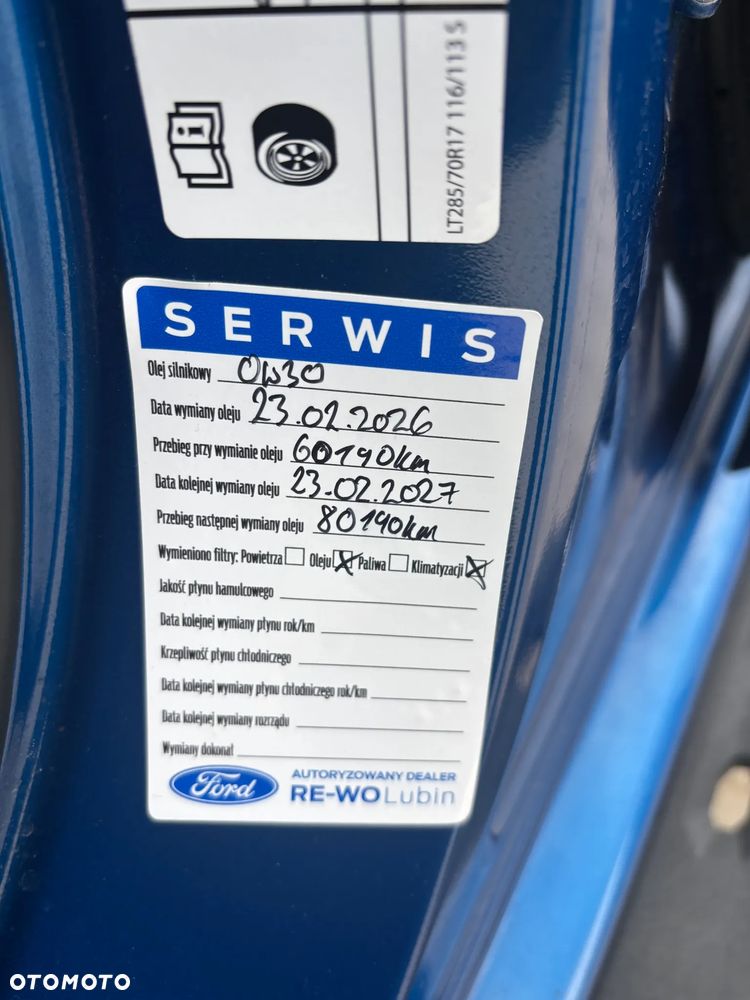 LT285/70R17 116/113 S
SERWIS
Olej silnikowy 0W30
Data wymiany oleju 23.02.2026
Przebieg przy wymianie oleju 60190km
Data kolejnej wymiany oleju 23.02.2027
Przebieg następnej wymiany oleju 80190km
Wymieniono filtry: Powietrza Oleju Paliwa Klimatyzacji
Jakość płynu hamulcowego
Data kolejnej wymiany płynu rok/km
Krzepliwość płynu chłodniczego
Data kolejnej wymiany płynu chłodniczego rok/km
Data kolejnej wymiany rozrządu
Wymiany dokonał
Ford
AUTORYZOWANY DEALER
RE-WO Lubin
OTOMOTO